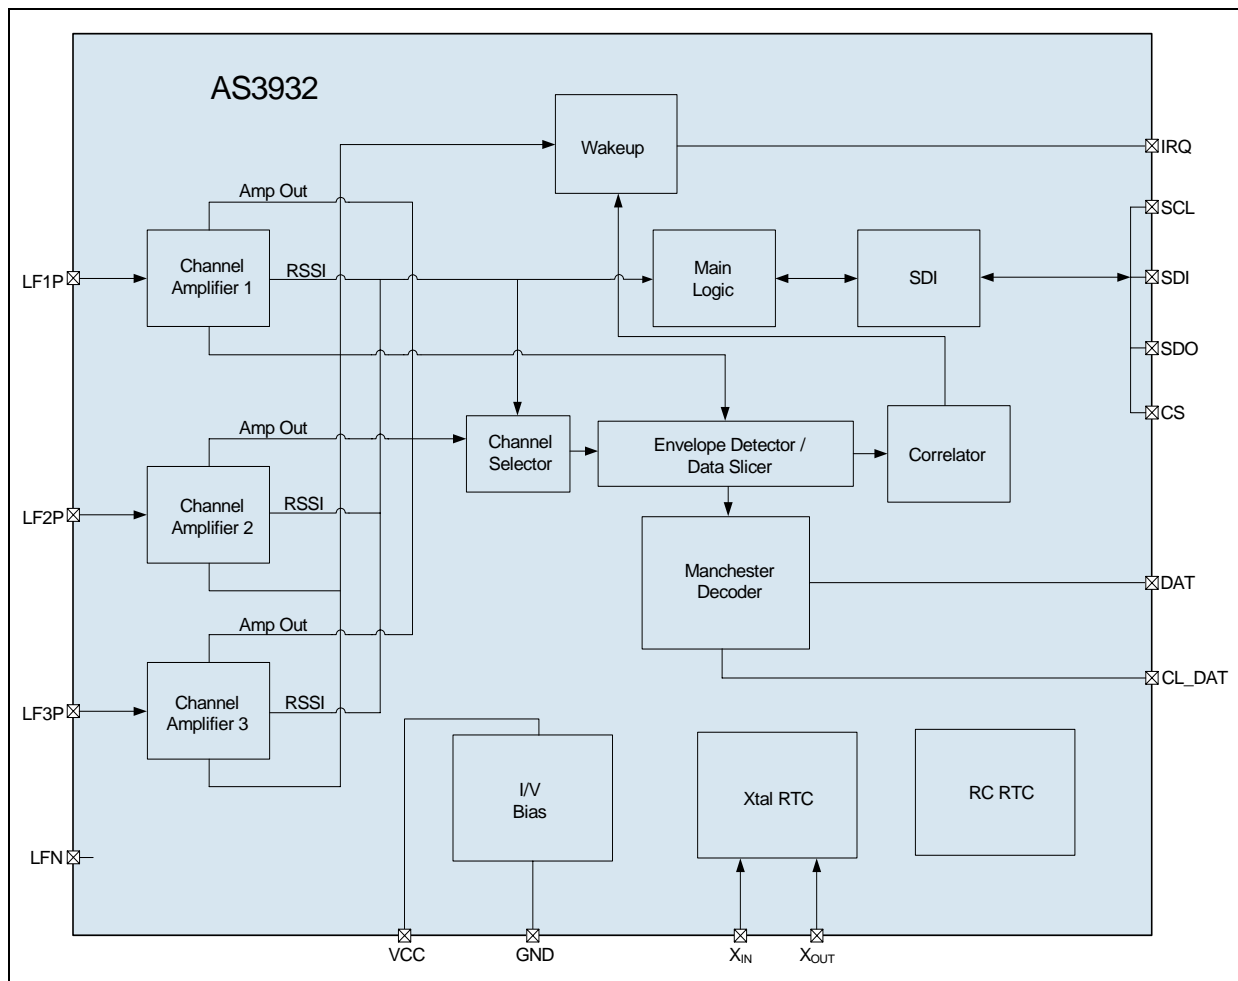 AS3932
Wakeup
IRQ
Amp Out
SCL
LF1P
Channel
Amplifier 1
RSSI
Main
Logic
SDI
SDI
SDO
CS
Amp Out
Channel
Selector
Envelope Detector /
Data Slicer
Correlator
LF2P
Channel
Amplifier 2
RSSI
Manchester
Decoder
DAT
Amp Out
CL_DAT
LF3P
Channel
Amplifier 3
RSSI
I/V
Bias
Xtal RTC
RC RTC
LFN
VCC
GND
XIN
XOUT